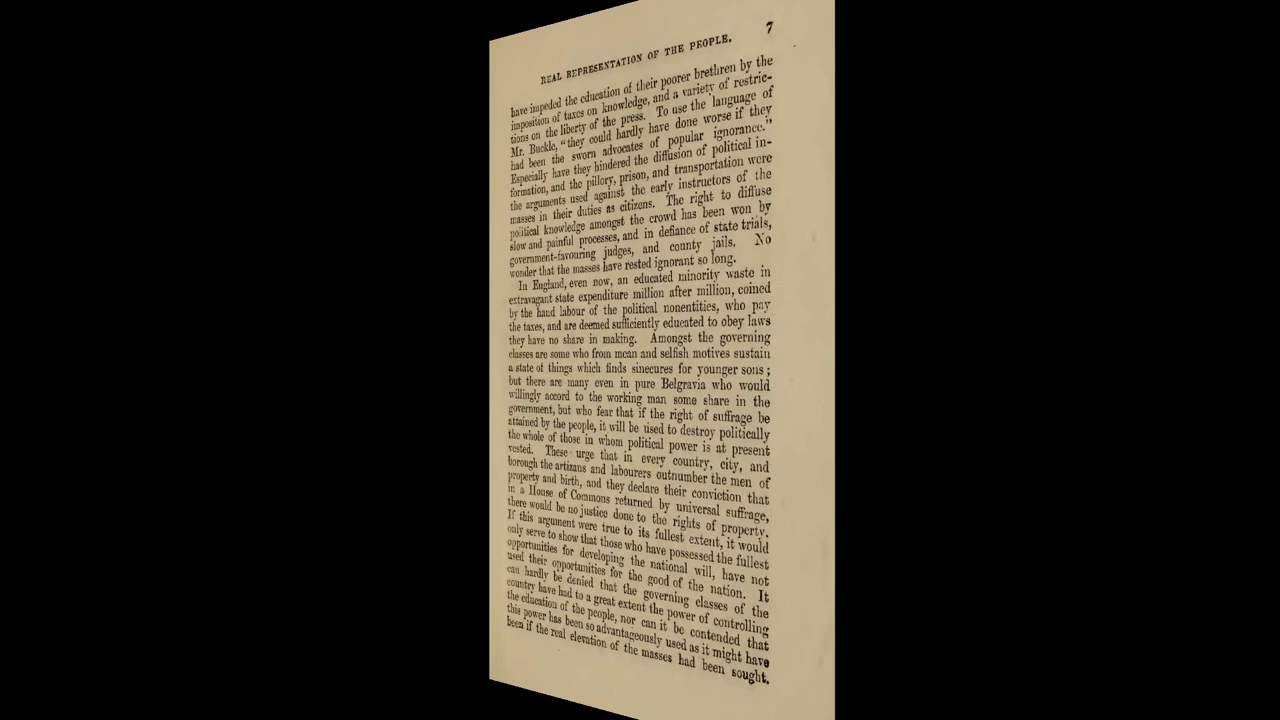 REAL REPRESENTATION OF THE PEOPLE. 7
have impeded the education of their poorer brethren by the
imposition of taxes on knowledge, and a variety of restric-
tions on the liberty of the press. To use the language of
Mr. Buckle, "they could hardly have done worse if they
had been the sworn advocates of popular ignorance."
Especially have they hindered the diffusion of political in-
formation, and the pillory, prison, and transportation were
the arguments used against the early instructors of the
masses in their duties as citizens. The right to diffuse
political knowledge amongst the crowd has been won by
slow and painful processes, and in defiance of state trials,
government-favouring judges, and county jails. No
wonder that the masses have rested ignorant so long.
In England, even now, an educated minority waste in
extravagant state expenditure million after million, coined
by the hand labour of the political nonentities, who pay
the taxes, and are deemed sufficiently educated to obey laws
they have no share in making. Amongst the governing
classes are some who from mean and selfish motives sustain
a state of things which finds sinecures for younger sons;
but there are many even in pure Belgravia who would
willingly accord to the working man some share in the
government, but who fear that if the right of suffrage be
attained by the people, it will be used to destroy politically
the whole of those in whom political power is at present
vested. These urge that in every country, city, and
borough the artizans and labourers outnumber the men of
property and birth, and they declare their conviction that
in a House of Commons returned by universal suffrage,
there would be no justice done to the rights of property.
If this argument were true to its fullest extent, it would
only serve to show that those who have possessed the fullest
opportunities for developing the national will, have not
used their opportunities for the good of the nation. It
can hardly be denied that the governing classes of the
country have had to a great extent the power of controlling
the education of the people, nor can it be contended that
this power has been so advantageously used as it might have
been if the real elevation of the masses had been sought.